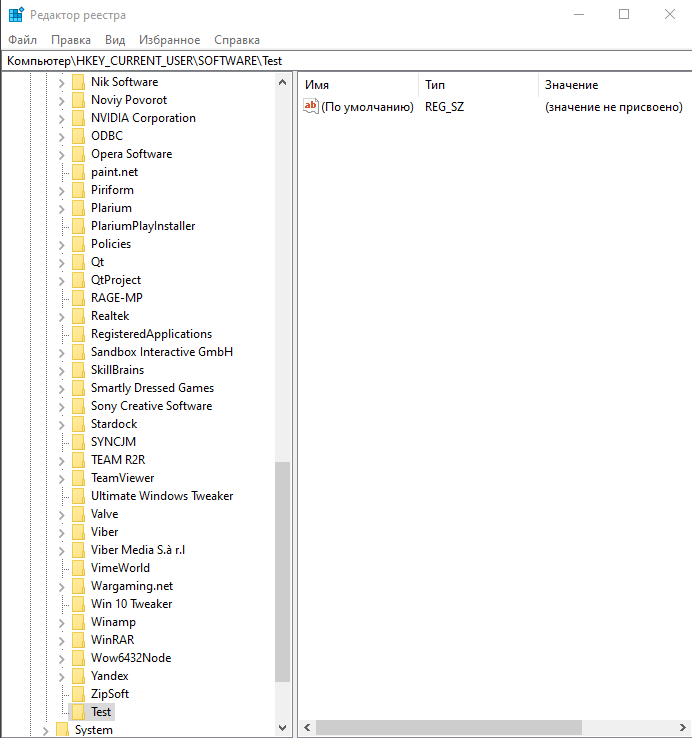 Редактор реестра
Файл Правка Вид Избранное Справка
Компьютер\HKEY_CURRENT_USER\SOFTWARE\Test
Nik Software
Noviy Povorot
NVIDIA Corporation
ODBC
Opera Software
paint.net
Piriform
Plarium
PlariumPlayInstaller
Policies
Qt
QtProject
RAGE-MP
Realtek
RegisteredApplications
Sandbox Interactive GmbH
SkillBrains
Smartly Dressed Games
Sony Creative Software
Stardock
SYNCJM
TEAM R2R
TeamViewer
Ultimate Windows Tweaker
Valve
Viber
Viber Media S.à r.l
VimeWorld
Wargaming.net
Win 10 Tweaker
Winamp
WinRAR
Wow6432Node
Yandex
ZipSoft
Test
System
Имя Тип Значение
ab (По умолчанию) REG_SZ (значение не присвоено)